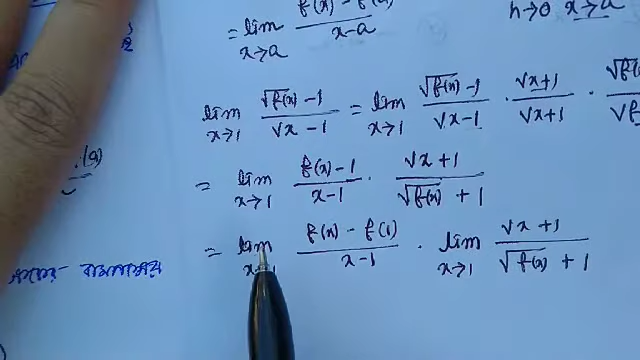 = lim x→a (f(x) - f(a)) / (x-a)
h→0 x→a
lim x→1 (√f(x) - 1) / (√x - 1) = lim x→1 (√f(x) - 1) / (√x - 1) · (√x + 1) / (√x + 1) ·
= lim x→1 (f(x) - 1) / (x-1) · (√x + 1) / (√f(x) + 1)
= lim x→1 (f(x) - f(1)) / (x-1) · lim x→1 (√x + 1) / (√f(x) + 1)